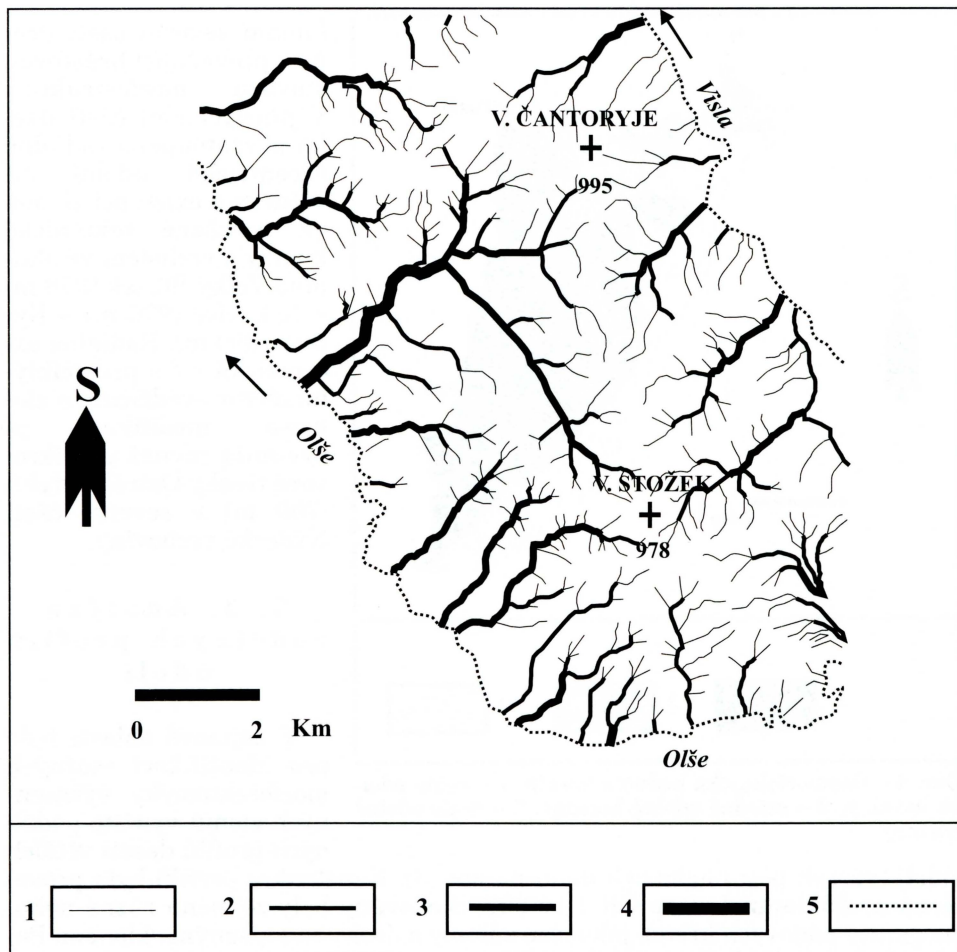 Visla
V. ČANTORYJE
995
S
Olše
V. STOŽEK
978
0 2 Km
Olše
1 2 3 4 5